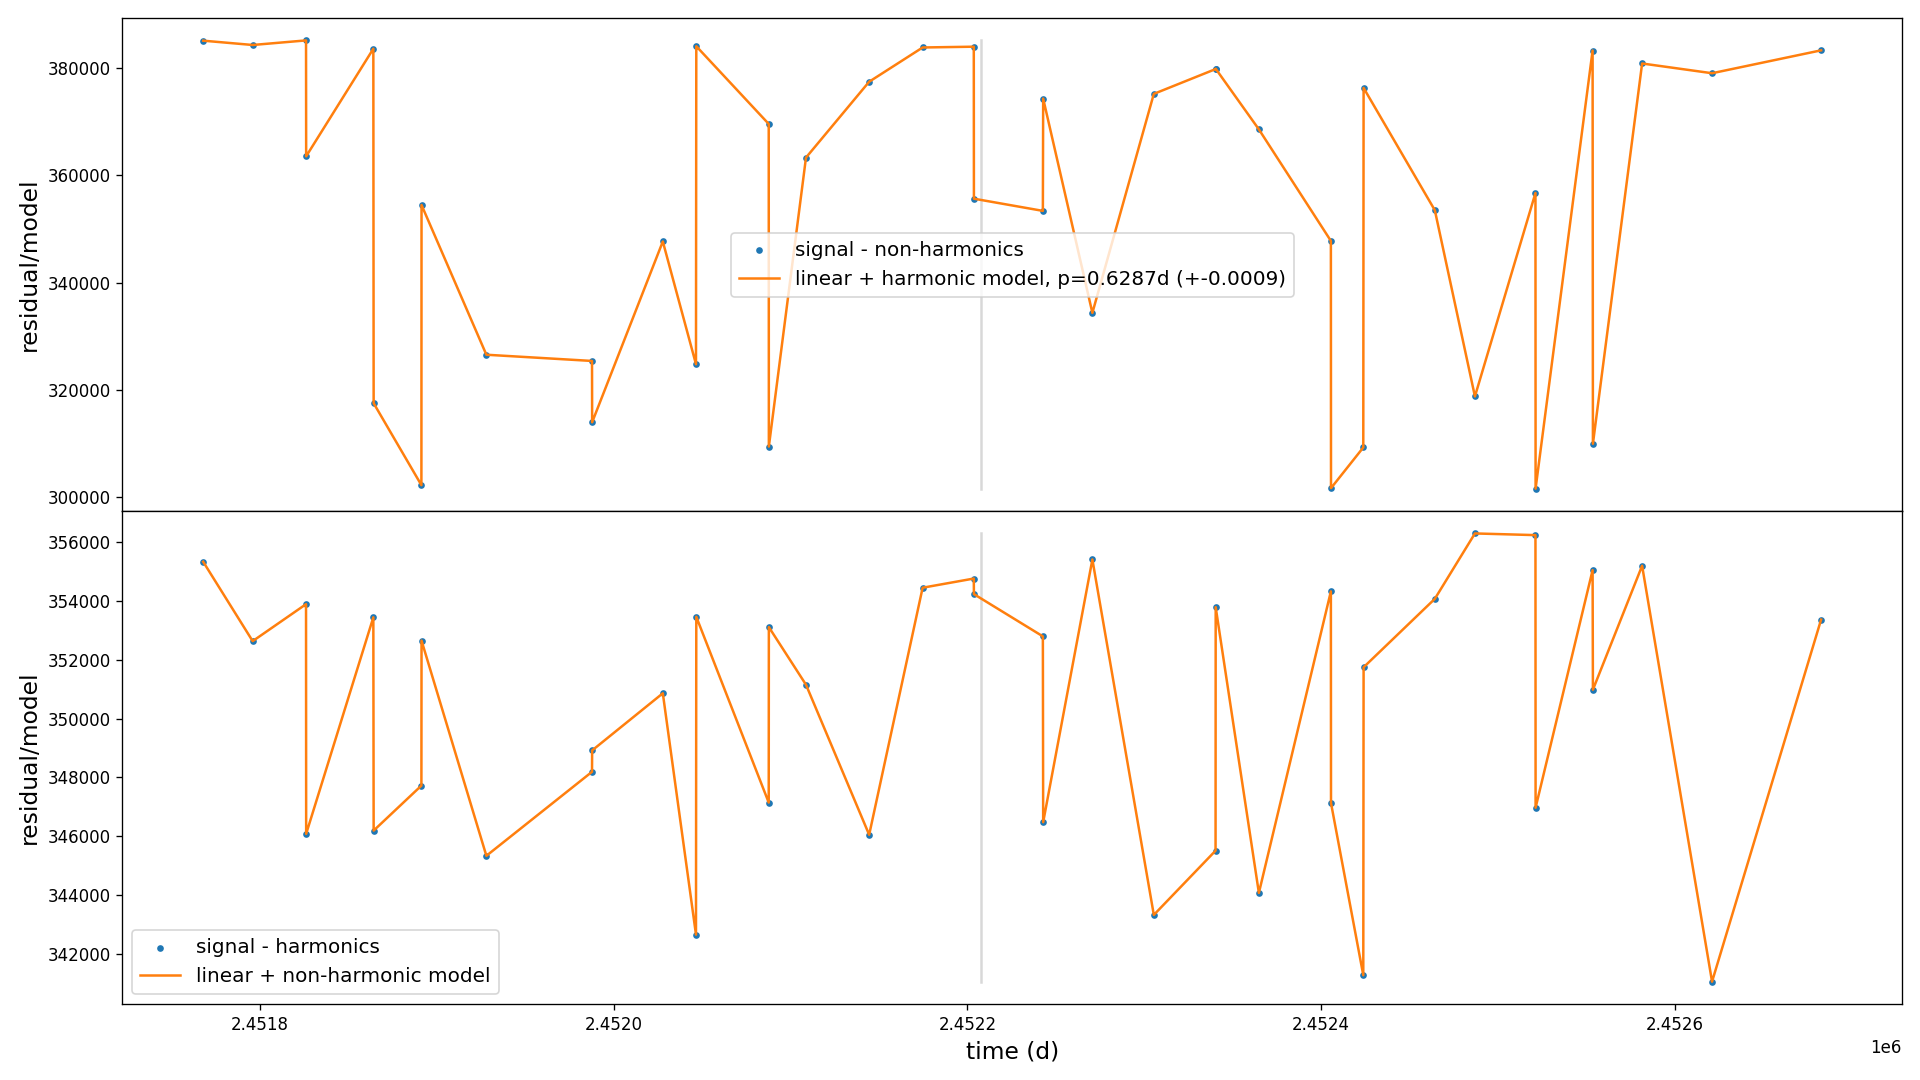 380000
360000
340000
320000
300000
residual/model
signal - non-harmonics
linear + harmonic model, p=0.6287d (+-0.0009)
356000
354000
352000
350000
348000
346000
344000
342000
residual/model
signal - harmonics
linear + non-harmonic model
2.4518
2.4520
2.4522
2.4524
2.4526
1e6
time (d)